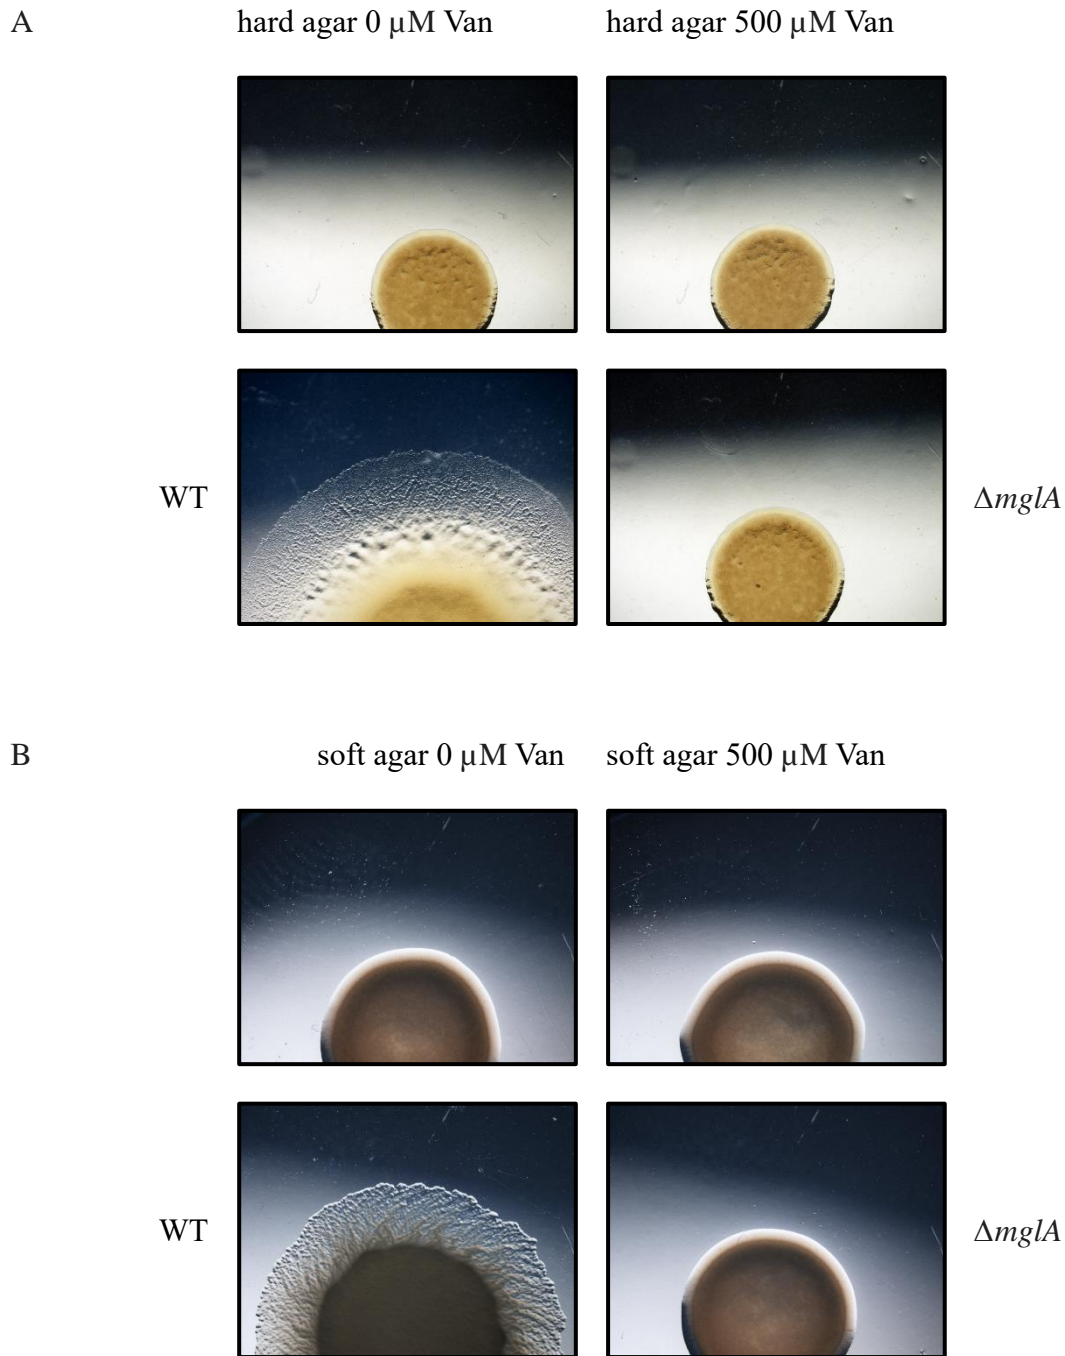 A
hard agar 0 µM Van
hard agar 500 µM Van
WT
ΔmglA
B
soft agar 0 µM Van
soft agar 500 µM Van
WT
ΔmglA